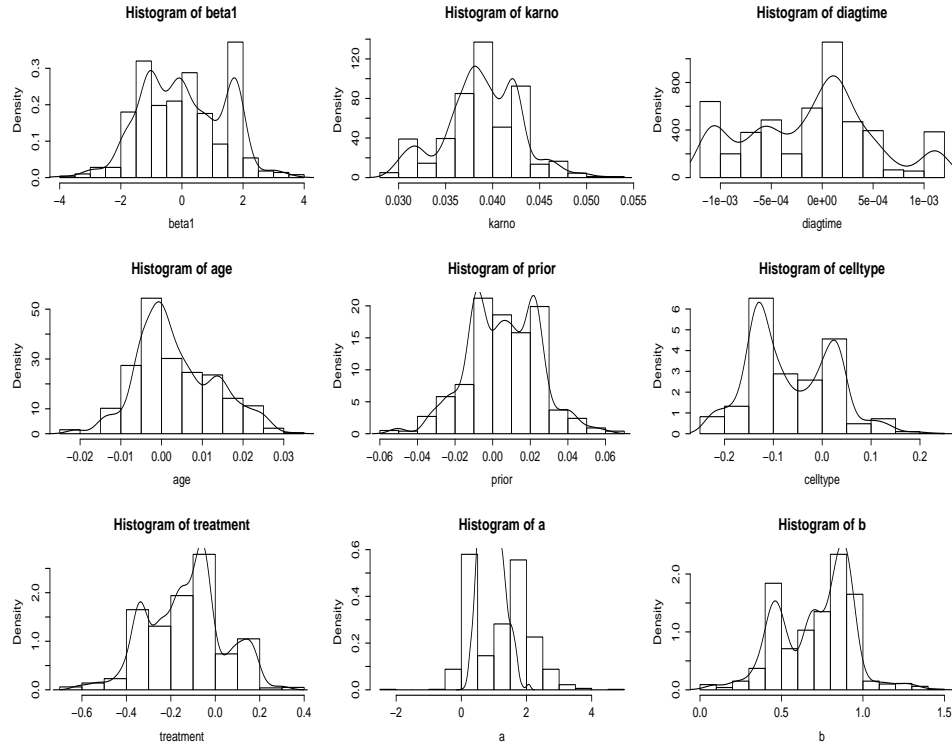 Histogram of beta1
Histogram of karno
Histogram of diagtime
Density
0.0 0.1 0.2 0.3
−4 −2 0 2 4
beta1
Density
0 20 40 80 120
0.030 0.035 0.040 0.045 0.050 0.055
karno
Density
0 400 800
−1e−03 −5e−04 0e+00 5e−04 1e−03
diagtime
Histogram of age
Histogram of prior
Histogram of celltype
Density
0 10 30 50
−0.02 −0.01 0.00 0.01 0.02 0.03
age
Density
0 5 10 15 20
−0.06 −0.04 −0.02 0.00 0.02 0.04 0.06
prior
Density
0 1 2 3 4 5 6
−0.2 −0.1 0.0 0.1 0.2
celltype
Histogram of treatment
Histogram of a
Histogram of b
Density
0.0 1.0 2.0
−0.6 −0.4 −0.2 0.0 0.2 0.4
treatment
Density
0.0 0.2 0.4 0.6
−2 0 2 4
a
Density
0.0 1.0 2.0
0.0 0.5 1.0 1.5
b